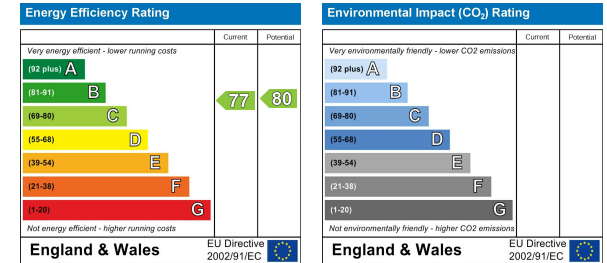 Energy Efficiency Rating
Current Potential
Very energy efficient - lower running costs
(92 plus) A
(81-91) B
(69-80) C
77 80
(55-68) D
(39-54) E
(21-38) F
(1-20) G
Not energy efficient - higher running costs
England & Wales
EU Directive
2002/91/EC
Environmental Impact (CO₂) Rating
Current Potential
Very environmentally friendly - lower CO2 emissions
(92 plus) A
(81-91) B
(69-80) C
(55-68) D
(39-54) E
(21-38) F
(1-20) G
Not environmentally friendly - higher CO2 emissions
England & Wales
EU Directive
2002/91/EC